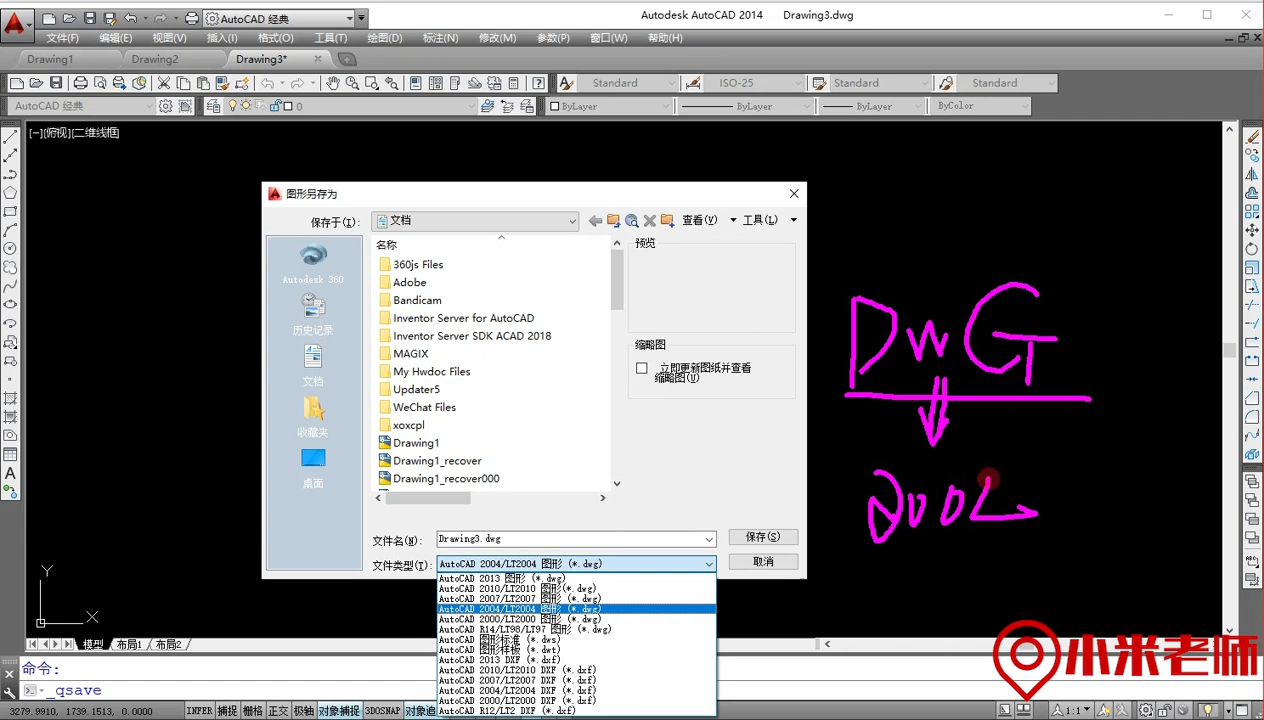 AutoCAD 经典
Autodesk AutoCAD 2014 Drawing3.dwg
文件(F) 编辑(E) 视图(V) 插入(I) 格式(O) 工具(T) 绘图(D) 标注(N) 修改(M) 参数(P) 窗口(W) 帮助(H)
Drawing1 Drawing2 Drawing3*
Standard ISO-25 Standard Standard
AutoCAD 经典 0 ByLayer ByLayer ByLayer ByColor
[−][俯视][二维线框]
图形另存为
保存于(I): 文档 查看(V) 工具(L)
名称
预览
Autodesk 360
历史记录
文档
收藏夹
桌面
360js Files
Adobe
Bandicam
Inventor Server for AutoCAD
Inventor Server SDK ACAD 2018
MAGIX
My Hwdoc Files
Updater5
WeChat Files
xoxcpl
Drawing1
Drawing1_recover
Drawing1_recover000
缩略图
立即更新图纸并查看
缩略图(U)
文件名(N): Drawing3.dwg 保存(S)
文件类型(T): AutoCAD 2004/LT2004 图形 (*.dwg) 取消
AutoCAD 2013 图形 (*.dwg)
AutoCAD 2010/LT2010 图形(*.dwg)
AutoCAD 2007/LT2007 图形 (*.dwg)
AutoCAD 2004/LT2004 图形 (*.dwg)
AutoCAD 2000/LT2000 图形 (*.dwg)
AutoCAD R14/LT98/LT97 图形 (*.dwg)
AutoCAD 图形标准 (*.dws)
AutoCAD 图形样板 (*.dwt)
AutoCAD 2013 DXF (*.dxf)
AutoCAD 2010/LT2010 DXF (*.dxf)
AutoCAD 2007/LT2007 DXF (*.dxf)
AutoCAD 2004/LT2004 DXF (*.dxf)
AutoCAD 2000/LT2000 DXF (*.dxf)
AutoCAD R12/LT2 DXF (*.dxf)
DWG
Y
X
模型 布局1 布局2
命令:
_qsave
小米老师
3279.9910, 1739.1513, 0.0000 INFER 捕捉 栅格 正交 极轴 对象捕捉 3DOSNAP 对象追
1:1